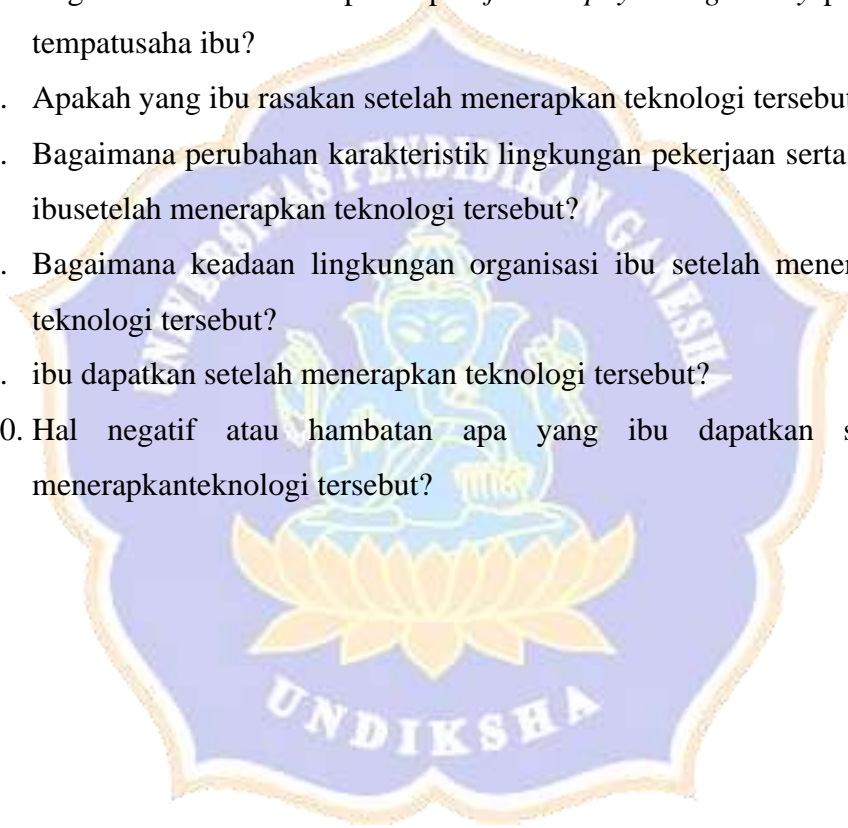 tempatusaha ibu?
. Apakah yang ibu rasakan setelah menerapkan teknologi tersebut
. Bagaimana perubahan karakteristik lingkungan pekerjaan serta
ibusetelah menerapkan teknologi tersebut?
. Bagaimana keadaan lingkungan organisasi ibu setelah mener
teknologi tersebut?
. ibu dapatkan setelah menerapkan teknologi tersebut?
0. Hal negatif atau hambatan apa yang ibu dapatkan s
menerapkanteknologi tersebut?
UNIVERSITAS PENDIDIKAN GANESHA
UNDIKSHA